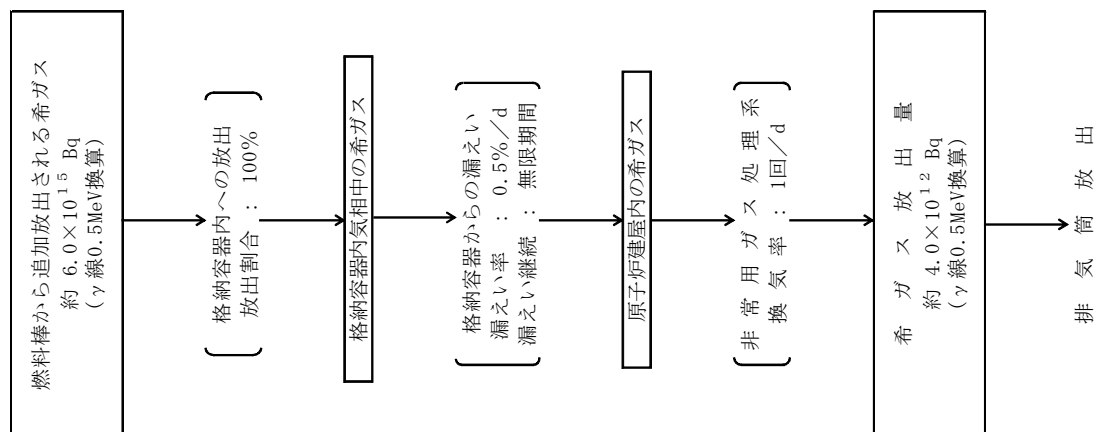 燃料棒から追加放出される希ガス
約 6.0×10¹⁵ Bq
(γ線0.5MeV換算)
格納容器内への放出
放出割合 : 100%
格納容器内気相中の希ガス
格納容器からの漏えい
漏えい率 : 0.5%/d
漏えい継続 : 無限期間
原子炉建屋内の希ガス
非常用ガス処理系
換気率 : 1回/d
希ガス放出量
約 4.0×10¹² Bq
(γ線0.5MeV換算)
排気筒放出